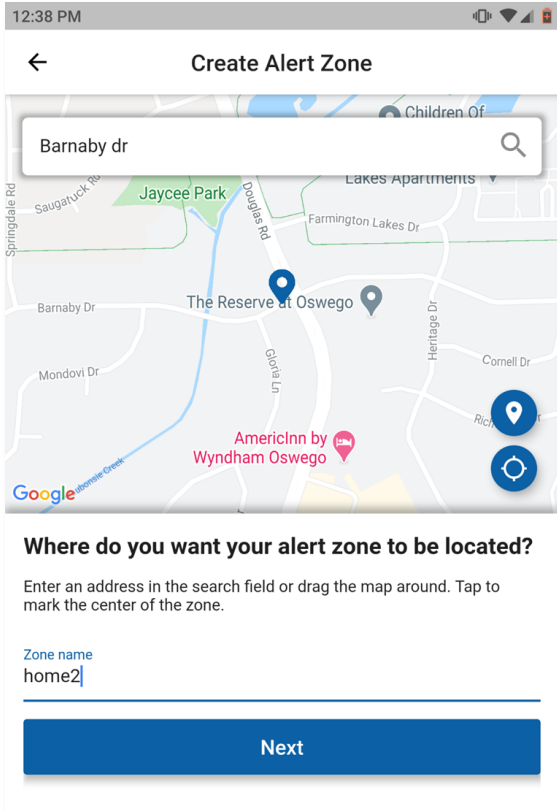 12:38 PM
Create Alert Zone
Children Of
Barnaby dr
Lakes Apartments
Springdale Rd
Saugatuck Rd
Jaycee Park
Douglas Rd
Farmington Lakes Dr
The Reserve at Oswego
Barnaby Dr
Heritage Dr
Gloria Ln
Mondovi Dr
Cornell Dr
Rich
AmericInn by
Wyndham Oswego
Google
abonsie Creek
Where do you want your alert zone to be located?
Enter an address in the search field or drag the map around. Tap to
mark the center of the zone.
Zone name
home2
Next